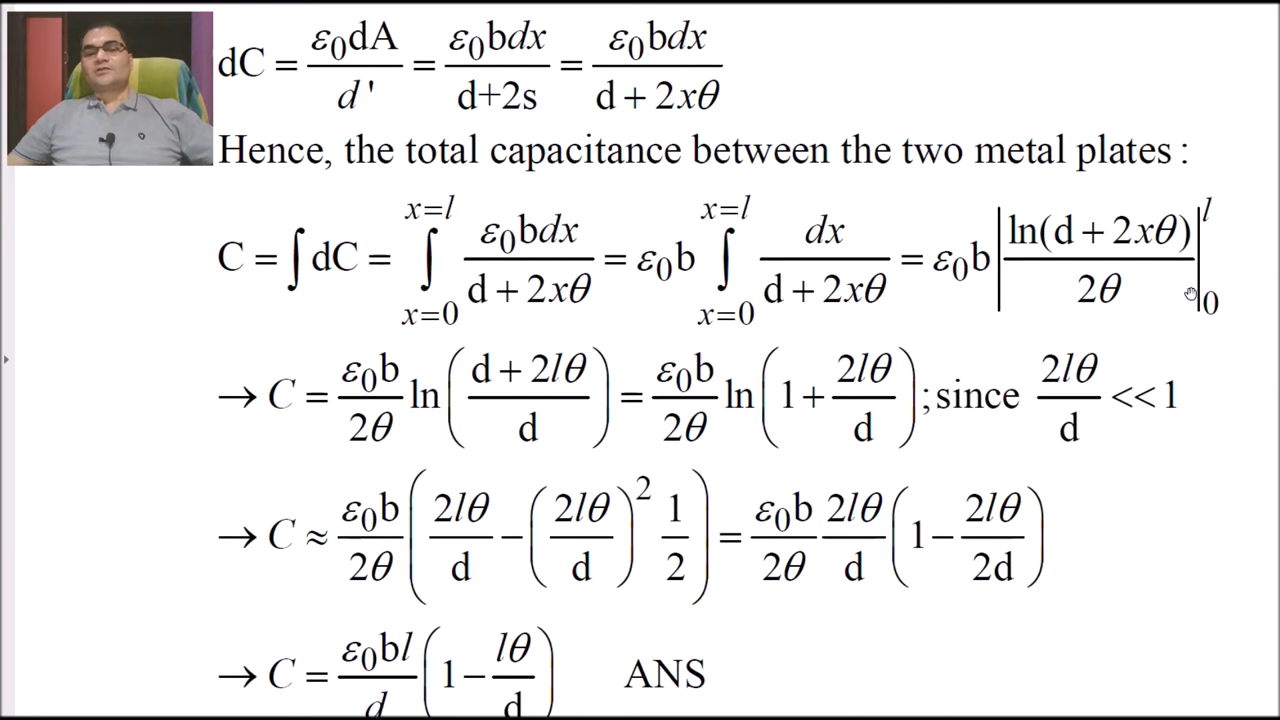 dC = ε₀dA/d' = ε₀bdx/(d+2s) = ε₀bdx/(d + 2xθ)
Hence, the total capacitance between the two metal plates :
C = ∫dC = ∫_{x=0}^{x=l} ε₀bdx/(d + 2xθ) = ε₀b ∫_{x=0}^{x=l} dx/(d + 2xθ) = ε₀b |ln(d + 2xθ)/2θ|_0^l
→ C = ε₀b/2θ ln((d + 2lθ)/d) = ε₀b/2θ ln(1 + 2lθ/d) ; since 2lθ/d << 1
→ C ≈ ε₀b/2θ (2lθ/d − (2lθ/d)² 1/2) = ε₀b/2θ 2lθ/d (1 − 2lθ/2d)
→ C = ε₀bl/d (1 − lθ/d) ANS